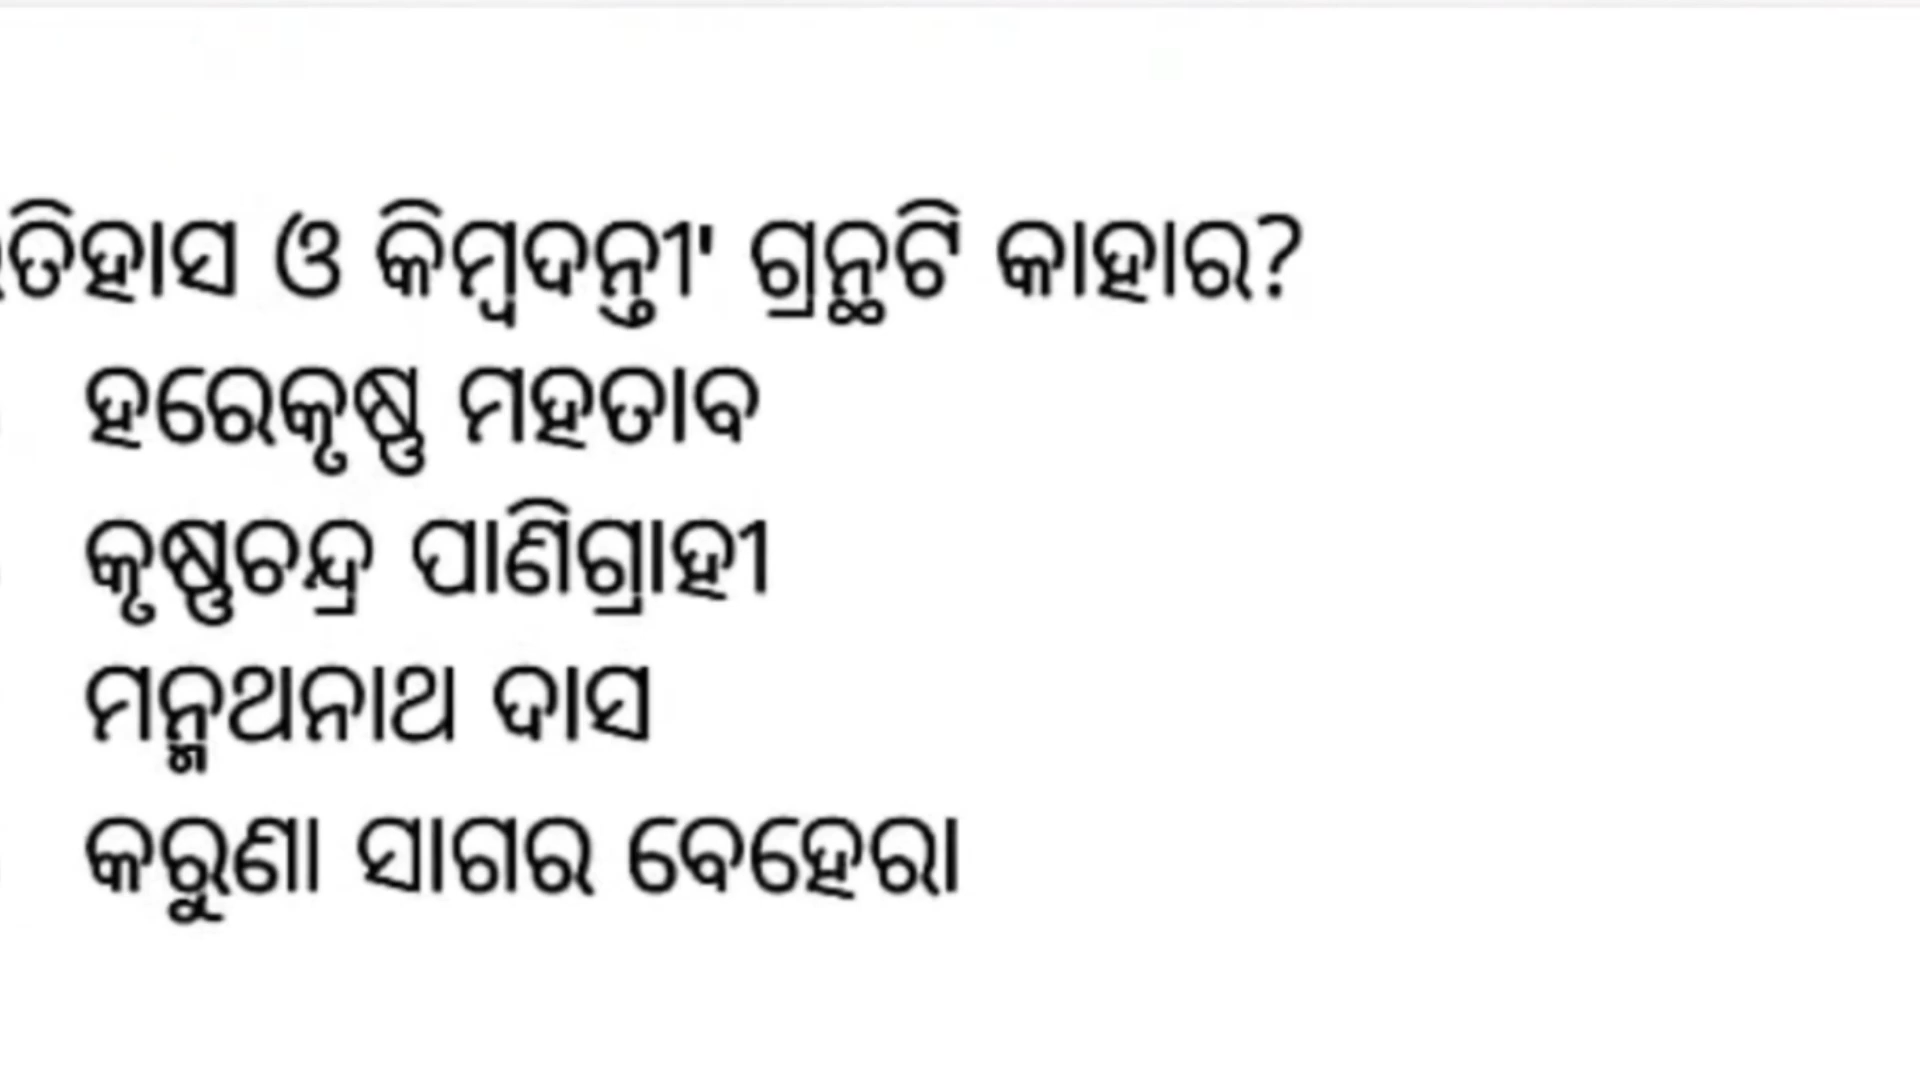 ତିହାସ ଓ କିମ୍ବଦନ୍ତୀ' ଗ୍ରନ୍ଥଟି କାହାର?
ହରେକୃଷ୍ଣ ମହତାବ
କୃଷ୍ଣଚନ୍ଦ୍ର ପାଣିଗ୍ରାହୀ
ମନ୍ମଥନାଥ ଦାସ
କରୁଣା ସାଗର ବେହେରା